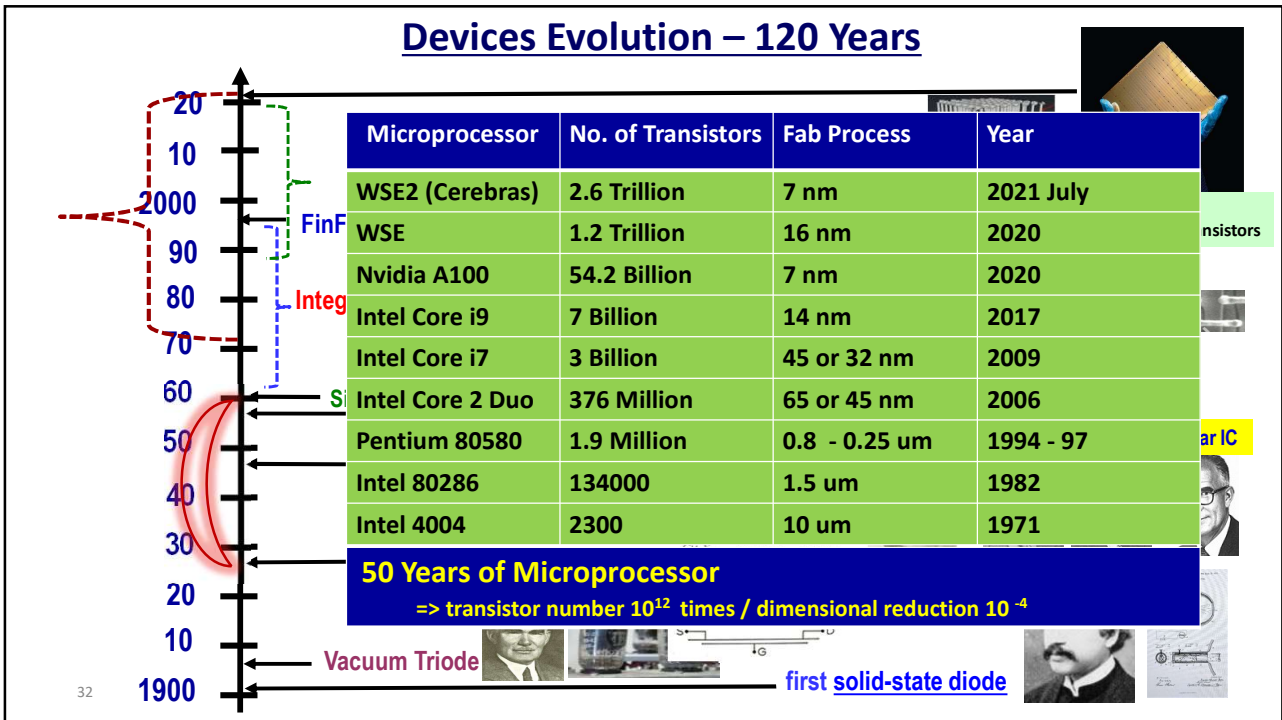 Devices Evolution – 120 Years
20
10
2000
90
80
70
60
50
40
30
20
10
1900
FinF
Integ
Si
Vacuum Triode
first solid-state diode
nsistors
ar IC
Microprocessor No. of Transistors Fab Process Year
WSE2 (Cerebras) 2.6 Trillion 7 nm 2021 July
WSE 1.2 Trillion 16 nm 2020
Nvidia A100 54.2 Billion 7 nm 2020
Intel Core i9 7 Billion 14 nm 2017
Intel Core i7 3 Billion 45 or 32 nm 2009
Intel Core 2 Duo 376 Million 65 or 45 nm 2006
Pentium 80580 1.9 Million 0.8 - 0.25 um 1994 - 97
Intel 80286 134000 1.5 um 1982
Intel 4004 2300 10 um 1971
50 Years of Microprocessor
=> transistor number 10¹² times / dimensional reduction 10 ⁻⁴
S
D
G
32